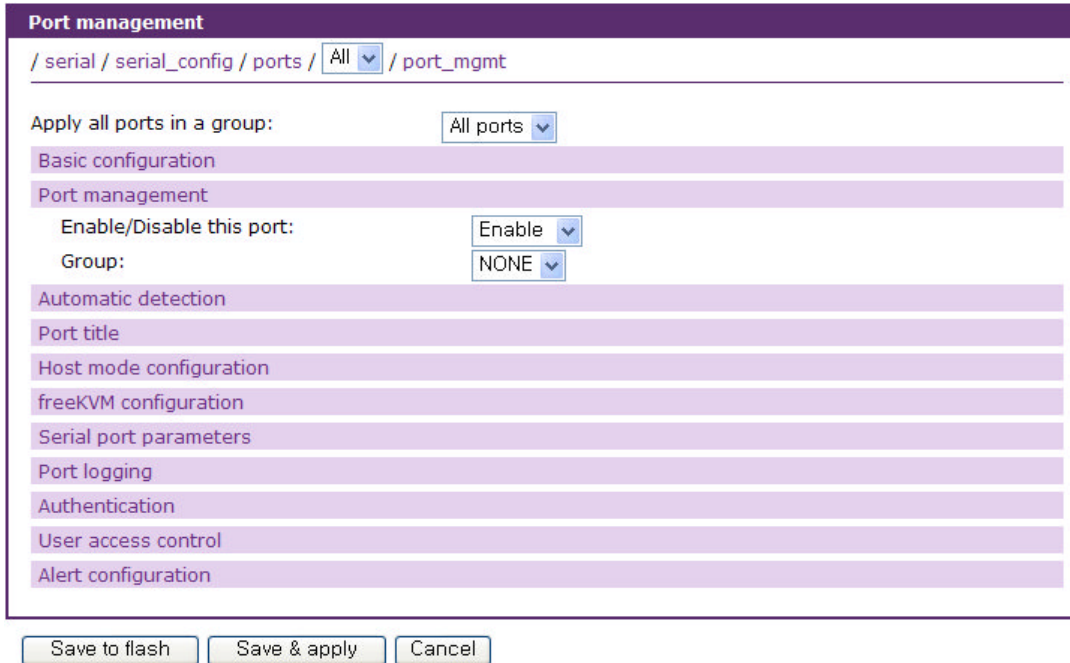 Port management
/ serial / serial_config / ports / All / port_mgmt
Apply all ports in a group: All ports
Basic configuration
Port management
Enable/Disable this port: Enable
Group: NONE
Automatic detection
Port title
Host mode configuration
freeKVM configuration
Serial port parameters
Port logging
Authentication
User access control
Alert configuration
Save to flash Save & apply Cancel